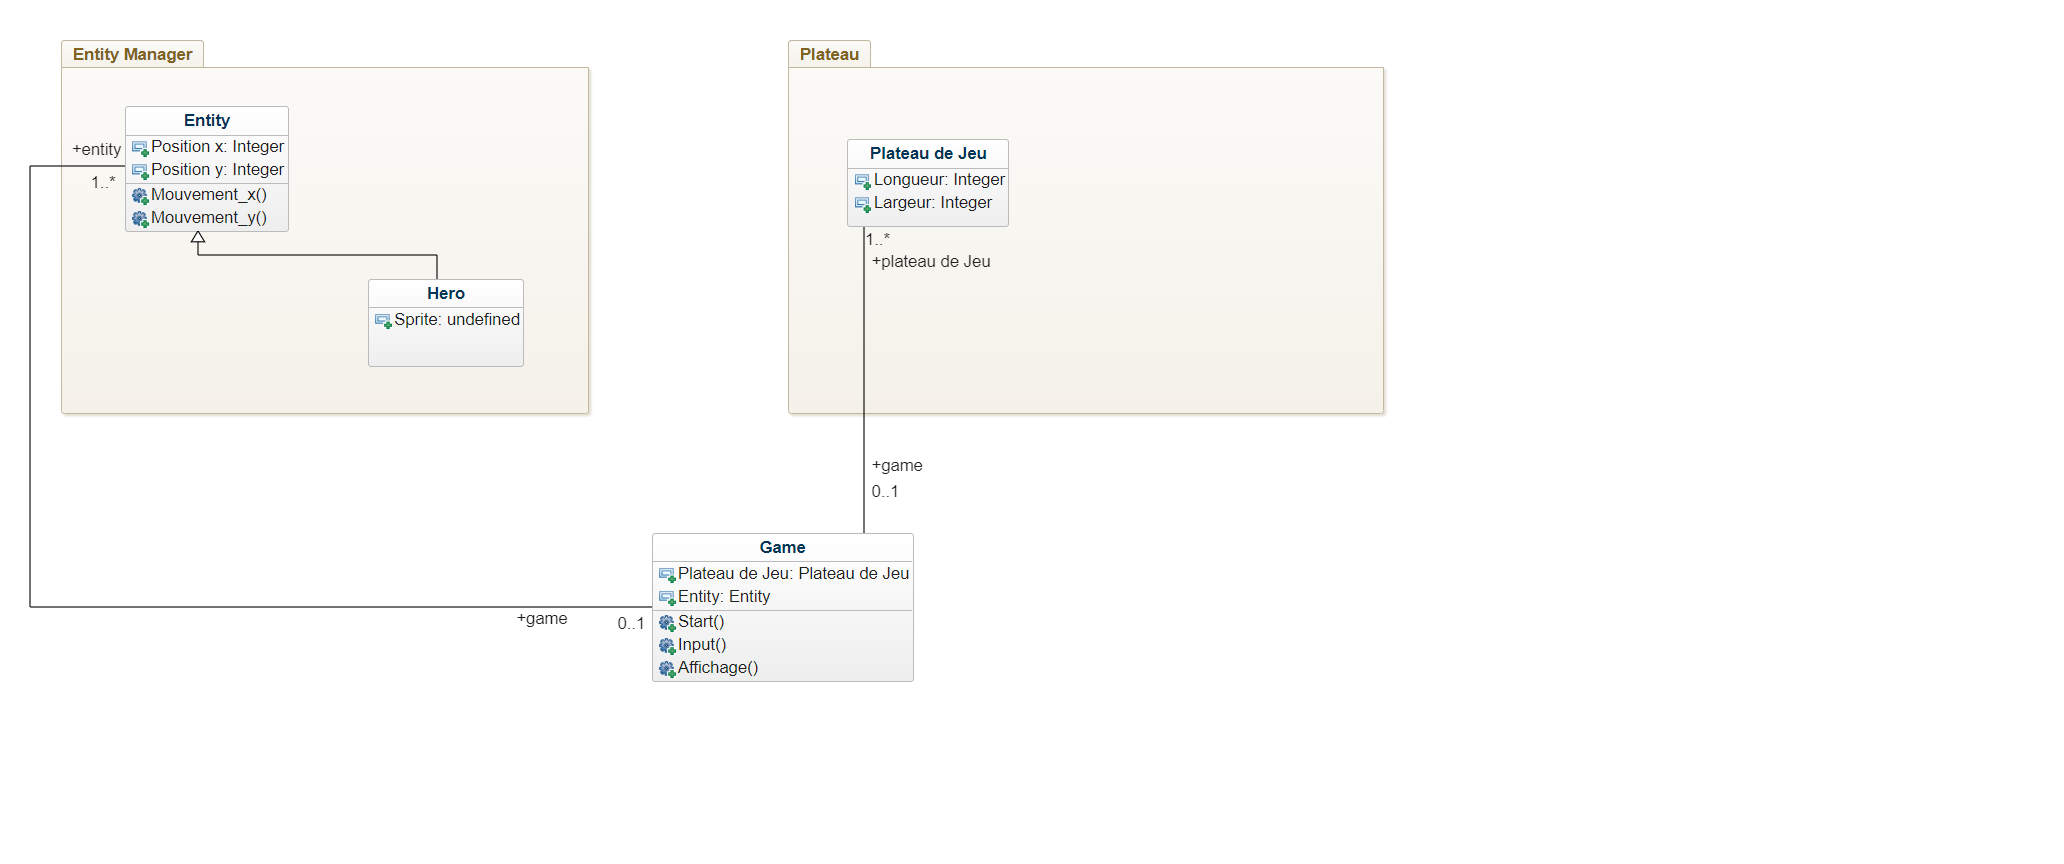 Entity Manager
Entity
Position x: Integer
Position y: Integer
Mouvement_x()
Mouvement_y()
+entity
1..*
Hero
Sprite: undefined
Plateau
Plateau de Jeu
Longueur: Integer
Largeur: Integer
1..*
+plateau de Jeu
+game
0..1
Game
Plateau de Jeu: Plateau de Jeu
Entity: Entity
Start()
Input()
Affichage()
+game
0..1